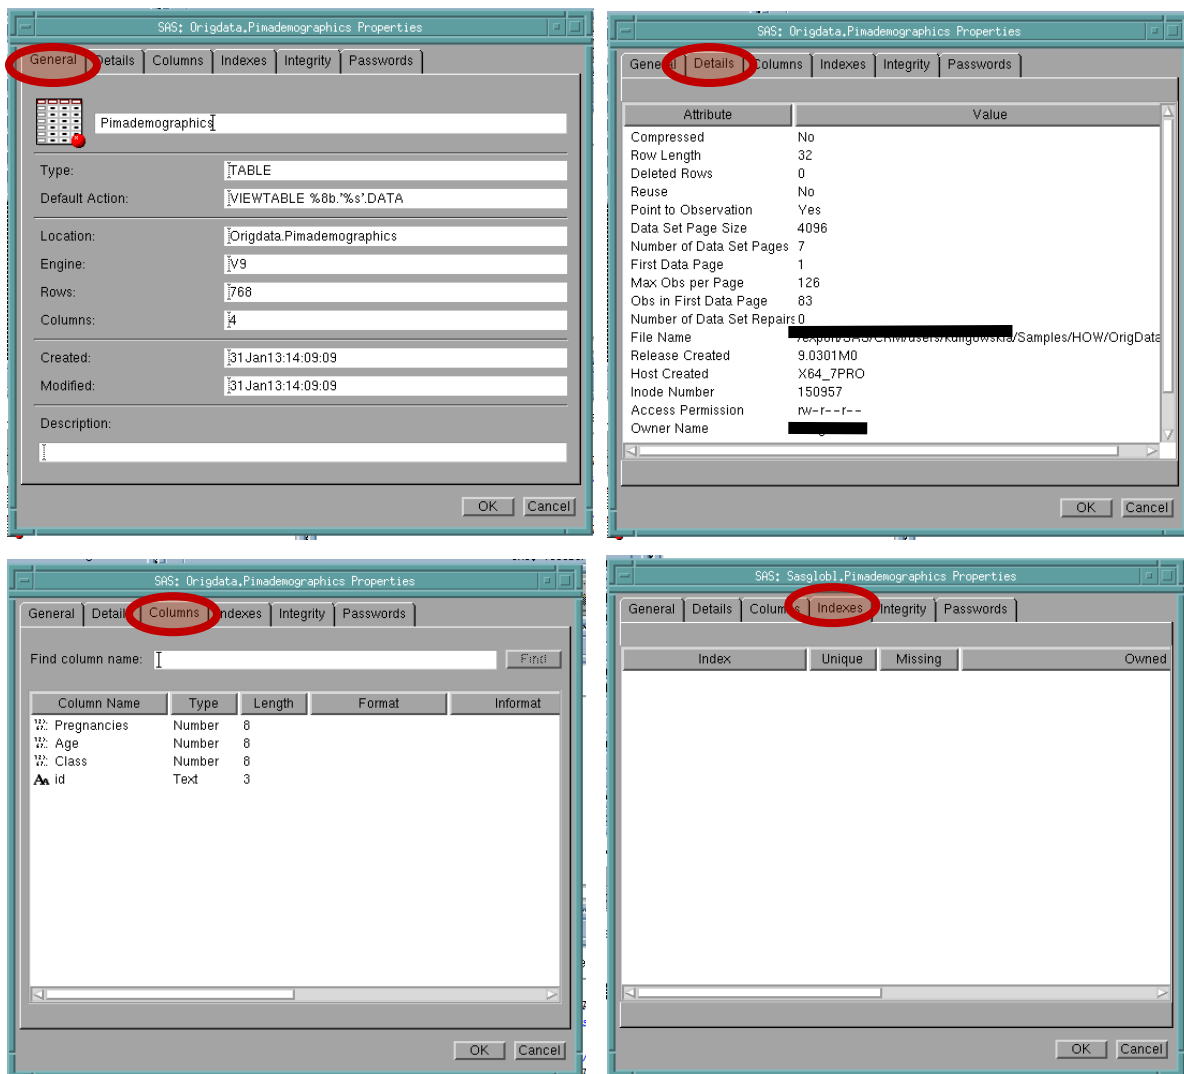 SAS: Origdata.Pimademographics Properties
General Details Columns Indexes Integrity Passwords
Pimademographics
Type: TABLE
Default Action: VIEWTABLE %8b.'%s'.DATA
Location: Origdata.Pimademographics
Engine: V9
Rows: 768
Columns: 4
Created: 31Jan13:14:09:09
Modified: 31Jan13:14:09:09
Description:
OK Cancel
SAS: Origdata.Pimademographics Properties
General Details Columns Indexes Integrity Passwords
Attribute Value
Compressed No
Row Length 32
Deleted Rows 0
Reuse No
Point to Observation Yes
Data Set Page Size 4096
Number of Data Set Pages 7
First Data Page 1
Max Obs per Page 126
Obs in First Data Page 83
Number of Data Set Repairs 0
File Name /Samples/HOW/OrigData
Release Created 9.0301M0
Host Created X64_7PRO
Inode Number 150957
Access Permission rw-r--r--
Owner Name
OK Cancel
SAS: Origdata.Pimademographics Properties
General Details Columns Indexes Integrity Passwords
Find column name: Find
Column Name Type Length Format Informat
Pregnancies Number 8
Age Number 8
Class Number 8
id Text 3
OK Cancel
SAS: Sasglobl.Pimademographics Properties
General Details Columns Indexes Integrity Passwords
Index Unique Missing Owned
OK Cancel